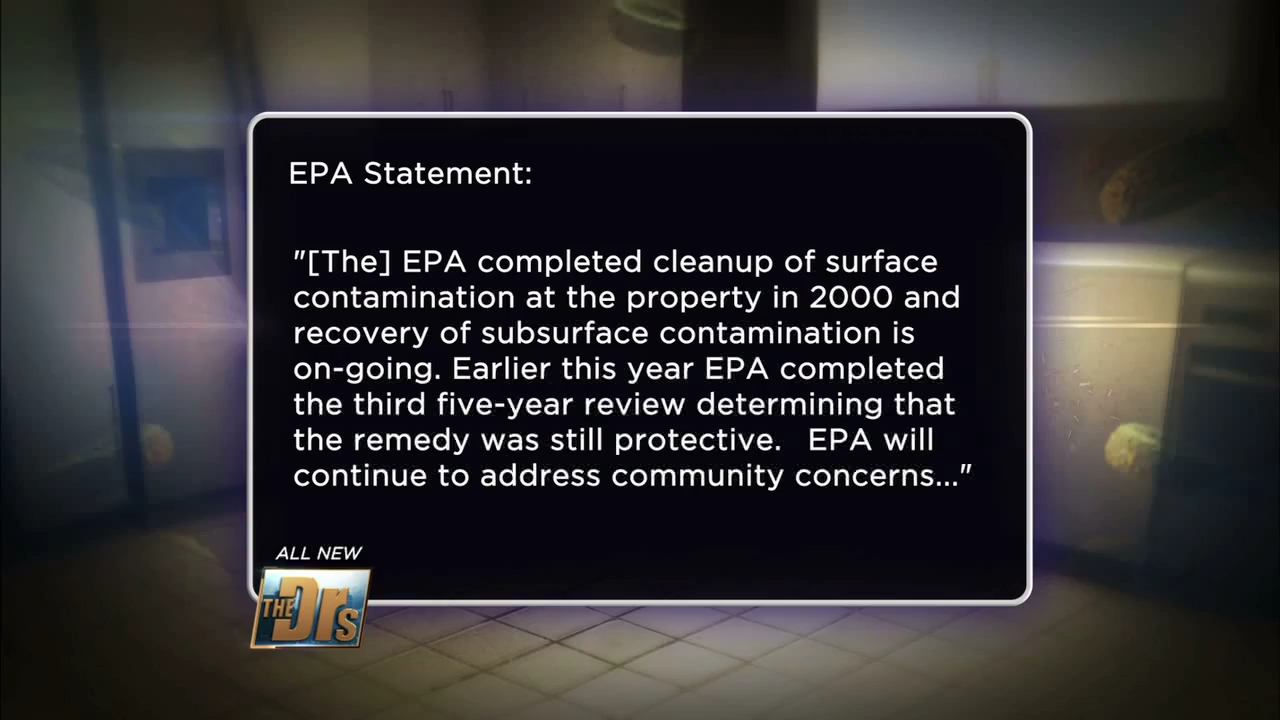 EPA Statement:
"[The] EPA completed cleanup of surface
contamination at the property in 2000 and
recovery of subsurface contamination is
on-going. Earlier this year EPA completed
the third five-year review determining that
the remedy was still protective.   EPA will
continue to address community concerns..."
ALL NEW
THE Drs